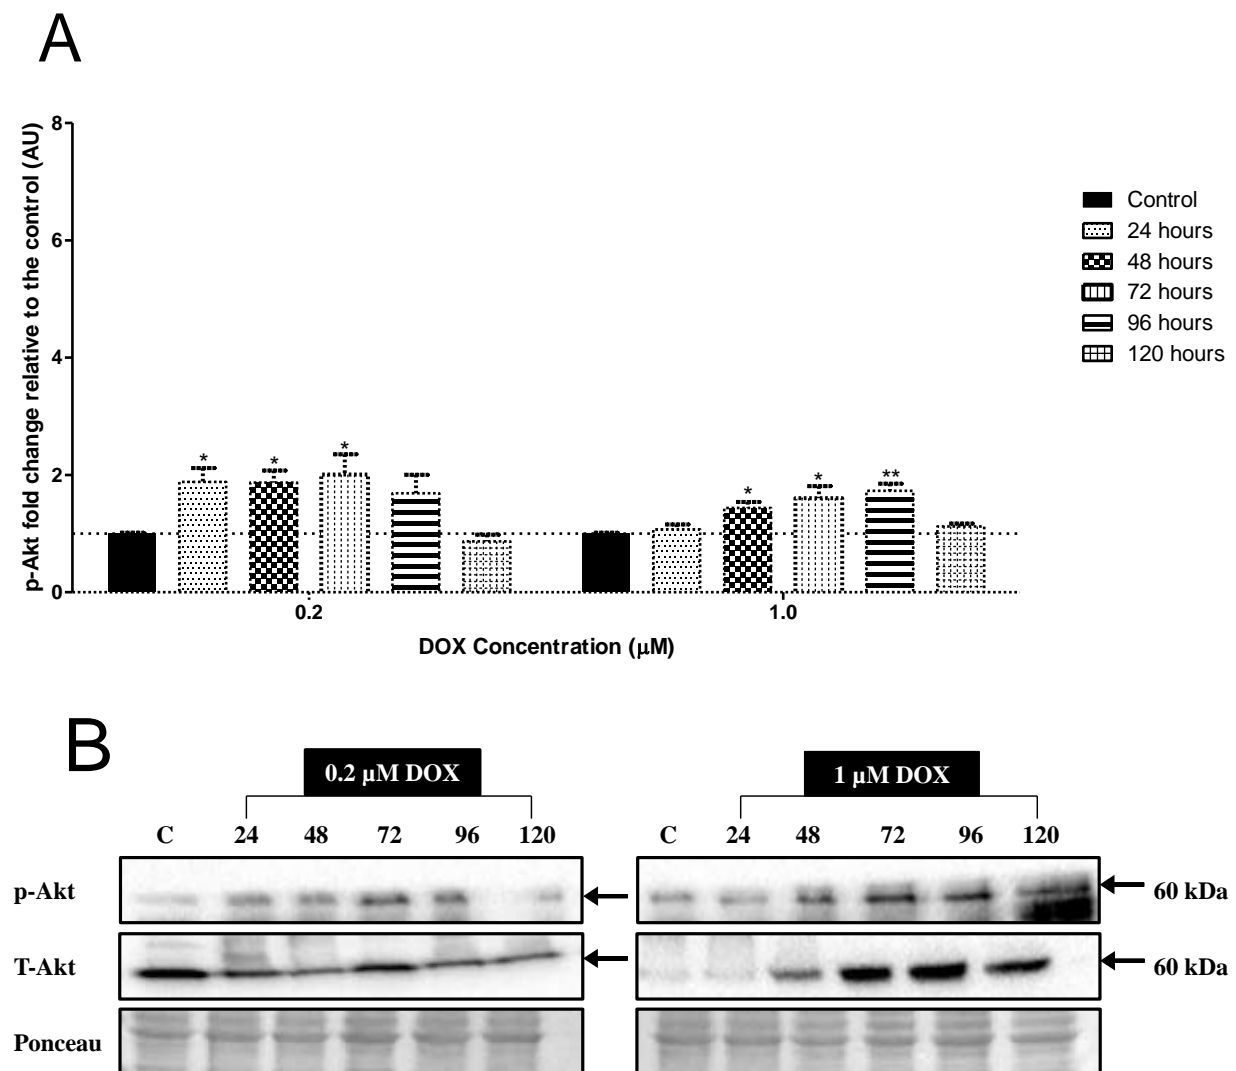 A
p-Akt fold change relative to the control (AU)
8
6
4
2
0
* * *
* * **
0.2 1.0
DOX Concentration (μM)
Control
24 hours
48 hours
72 hours
96 hours
120 hours
B
0.2 μM DOX 1 μM DOX
C 24 48 72 96 120 C 24 48 72 96 120
p-Akt 60 kDa
T-Akt 60 kDa
Ponceau